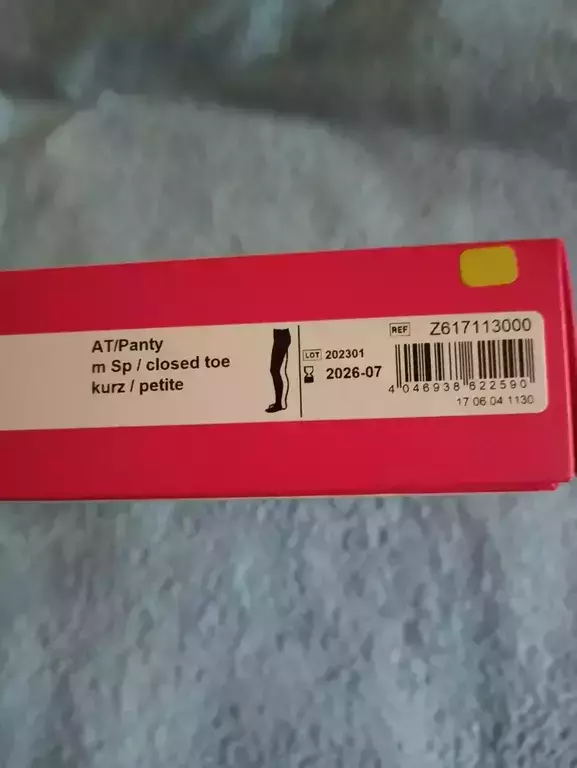 AT/Panty
m Sp / closed toe
kurz / petite
LOT 202301
2026-07
REF Z617113000
4 046938 622590
17 06 04 1130